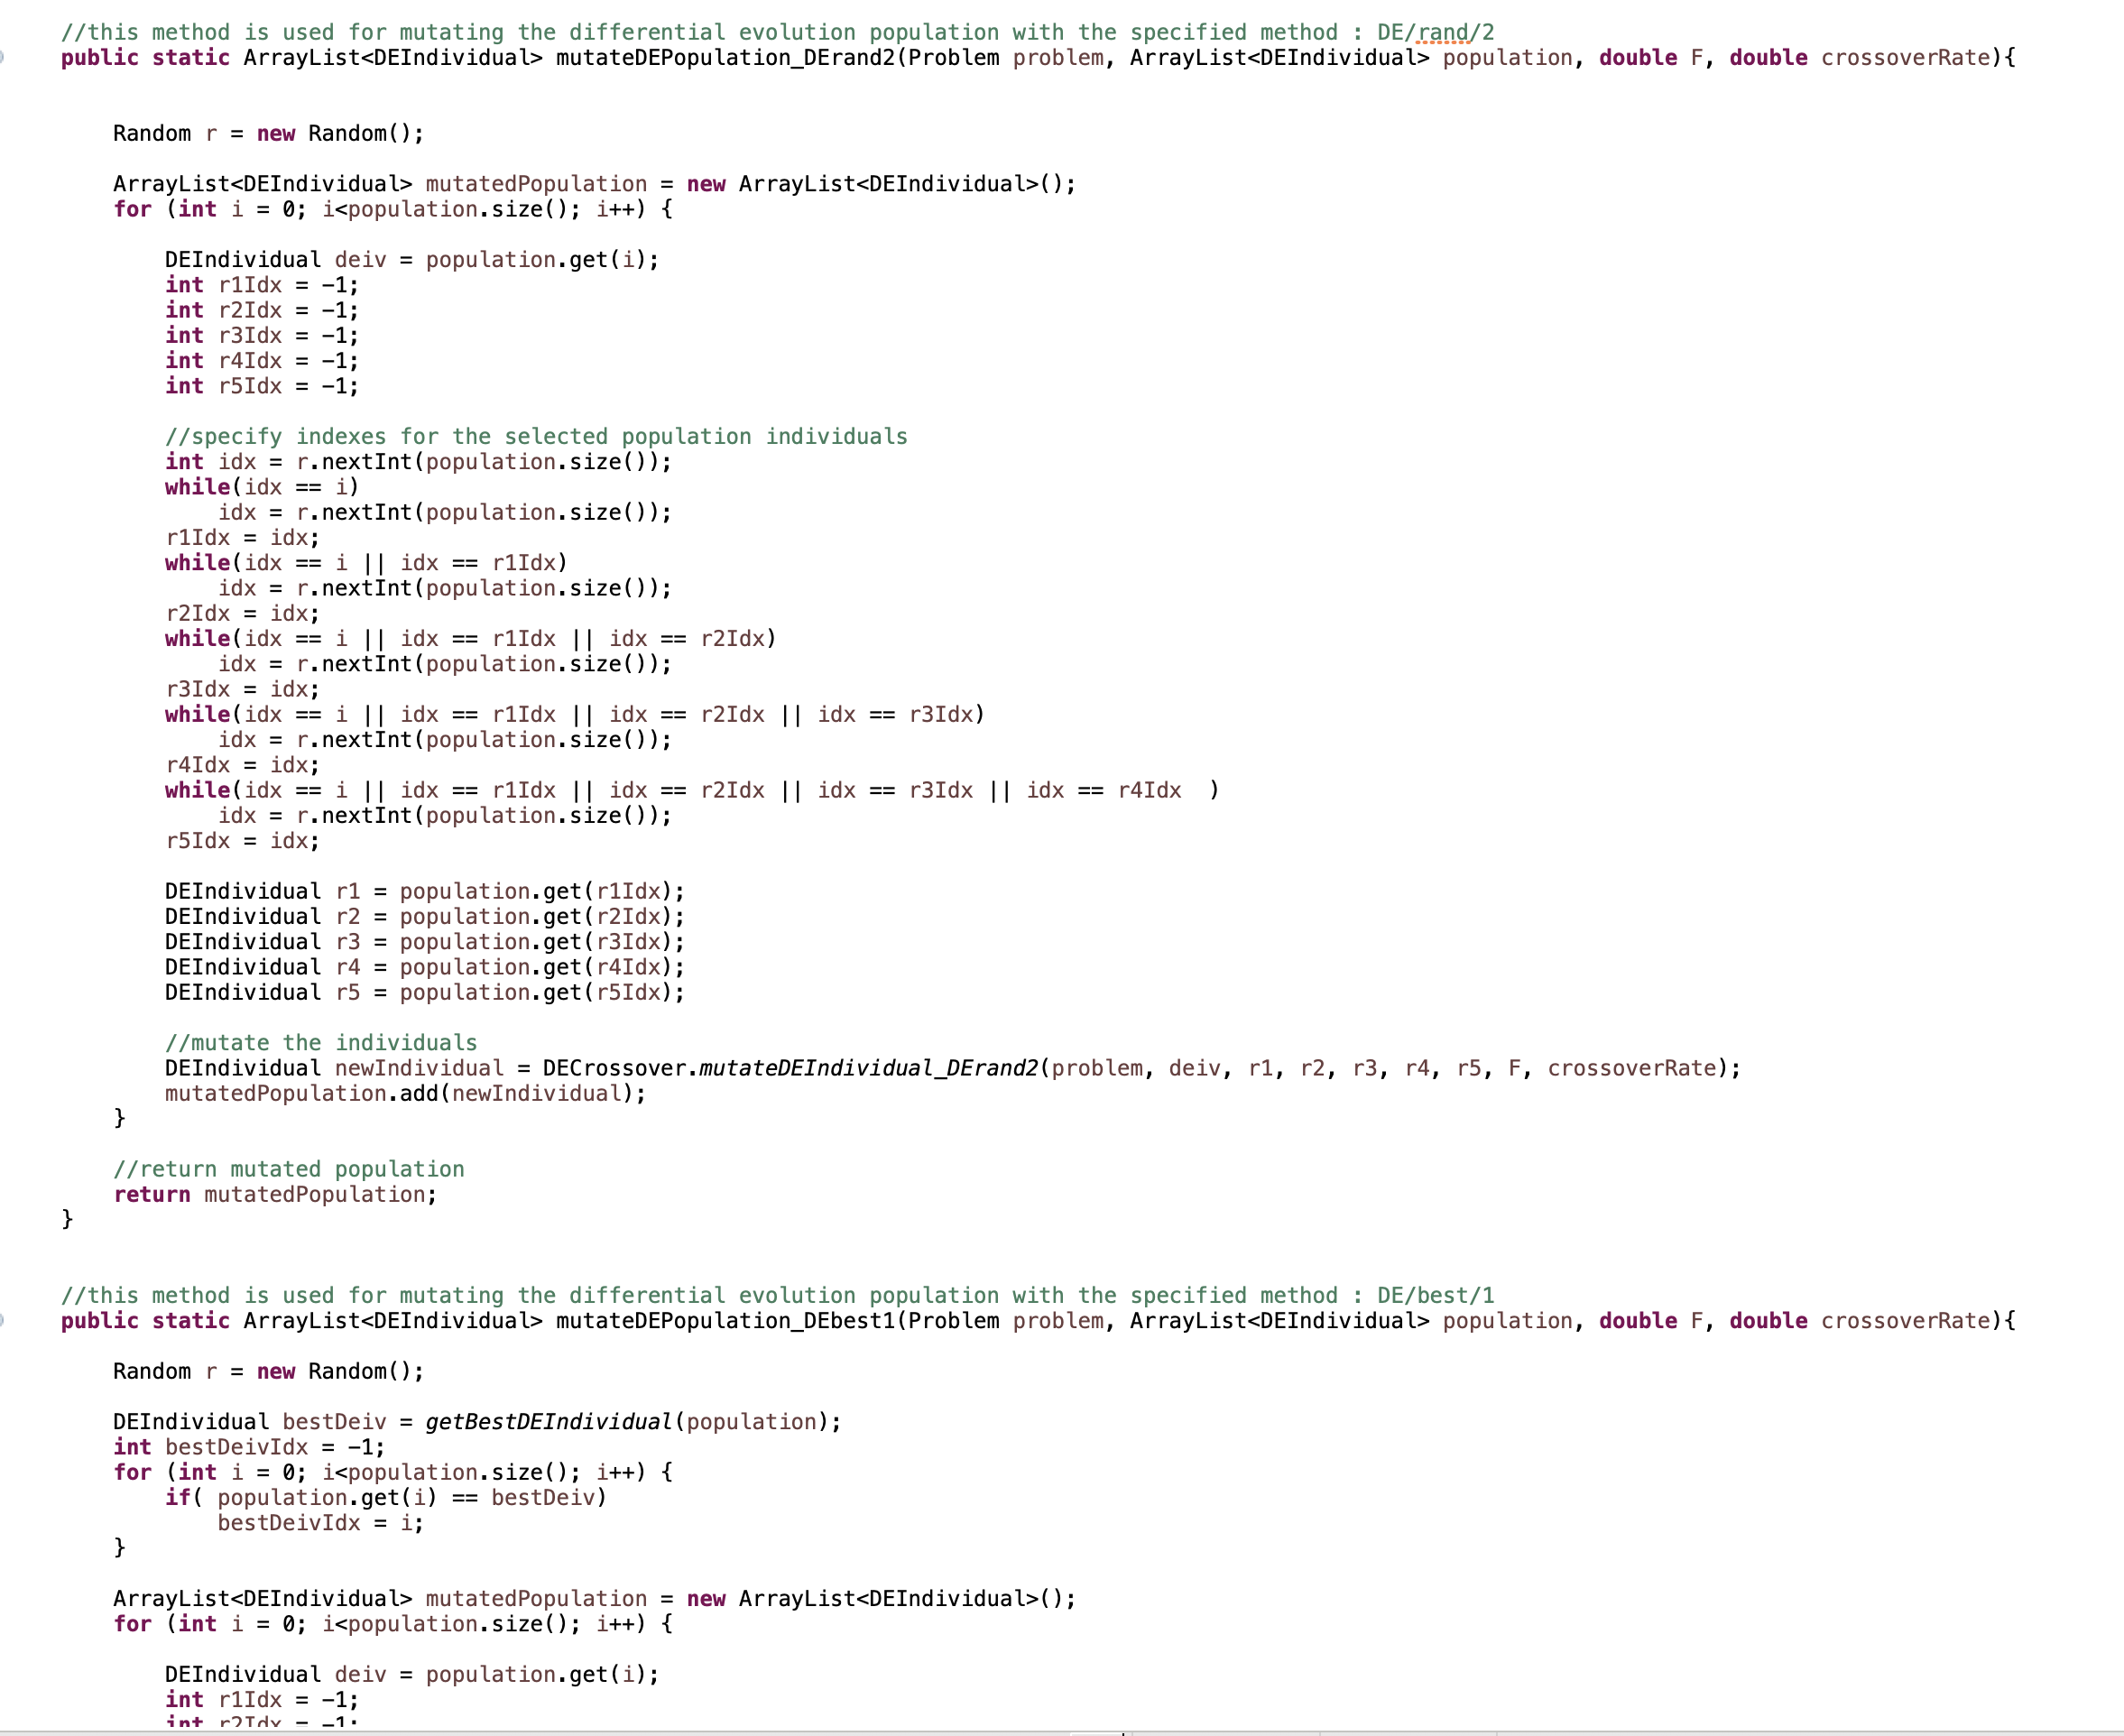 //this method is used for mutating the differential evolution population with the specified method : DE/rand/2
public static ArrayList<DEIndividual> mutateDEPopulation_DErand2(Problem problem, ArrayList<DEIndividual> population, double F, double crossoverRate){
Random r = new Random();
ArrayList<DEIndividual> mutatedPopulation = new ArrayList<DEIndividual>();
for (int i = 0; i<population.size(); i++) {
DEIndividual deiv = population.get(i);
int r1Idx = -1;
int r2Idx = -1;
int r3Idx = -1;
int r4Idx = -1;
int r5Idx = -1;
//specify indexes for the selected population individuals
int idx = r.nextInt(population.size());
while(idx == i)
idx = r.nextInt(population.size());
r1Idx = idx;
while(idx == i || idx == r1Idx)
idx = r.nextInt(population.size());
r2Idx = idx;
while(idx == i || idx == r1Idx || idx == r2Idx)
idx = r.nextInt(population.size());
r3Idx = idx;
while(idx == i || idx == r1Idx || idx == r2Idx || idx == r3Idx)
idx = r.nextInt(population.size());
r4Idx = idx;
while(idx == i || idx == r1Idx || idx == r2Idx || idx == r3Idx || idx == r4Idx  )
idx = r.nextInt(population.size());
r5Idx = idx;
DEIndividual r1 = population.get(r1Idx);
DEIndividual r2 = population.get(r2Idx);
DEIndividual r3 = population.get(r3Idx);
DEIndividual r4 = population.get(r4Idx);
DEIndividual r5 = population.get(r5Idx);
//mutate the individuals
DEIndividual newIndividual = DECrossover.mutateDEIndividual_DErand2(problem, deiv, r1, r2, r3, r4, r5, F, crossoverRate);
mutatedPopulation.add(newIndividual);
}
//return mutated population
return mutatedPopulation;
}
//this method is used for mutating the differential evolution population with the specified method : DE/best/1
public static ArrayList<DEIndividual> mutateDEPopulation_DEbest1(Problem problem, ArrayList<DEIndividual> population, double F, double crossoverRate){
Random r = new Random();
DEIndividual bestDeiv = getBestDEIndividual(population);
int bestDeivIdx = -1;
for (int i = 0; i<population.size(); i++) {
if( population.get(i) == bestDeiv)
bestDeivIdx = i;
}
ArrayList<DEIndividual> mutatedPopulation = new ArrayList<DEIndividual>();
for (int i = 0; i<population.size(); i++) {
DEIndividual deiv = population.get(i);
int r1Idx = -1;
int r2Idx = -1;